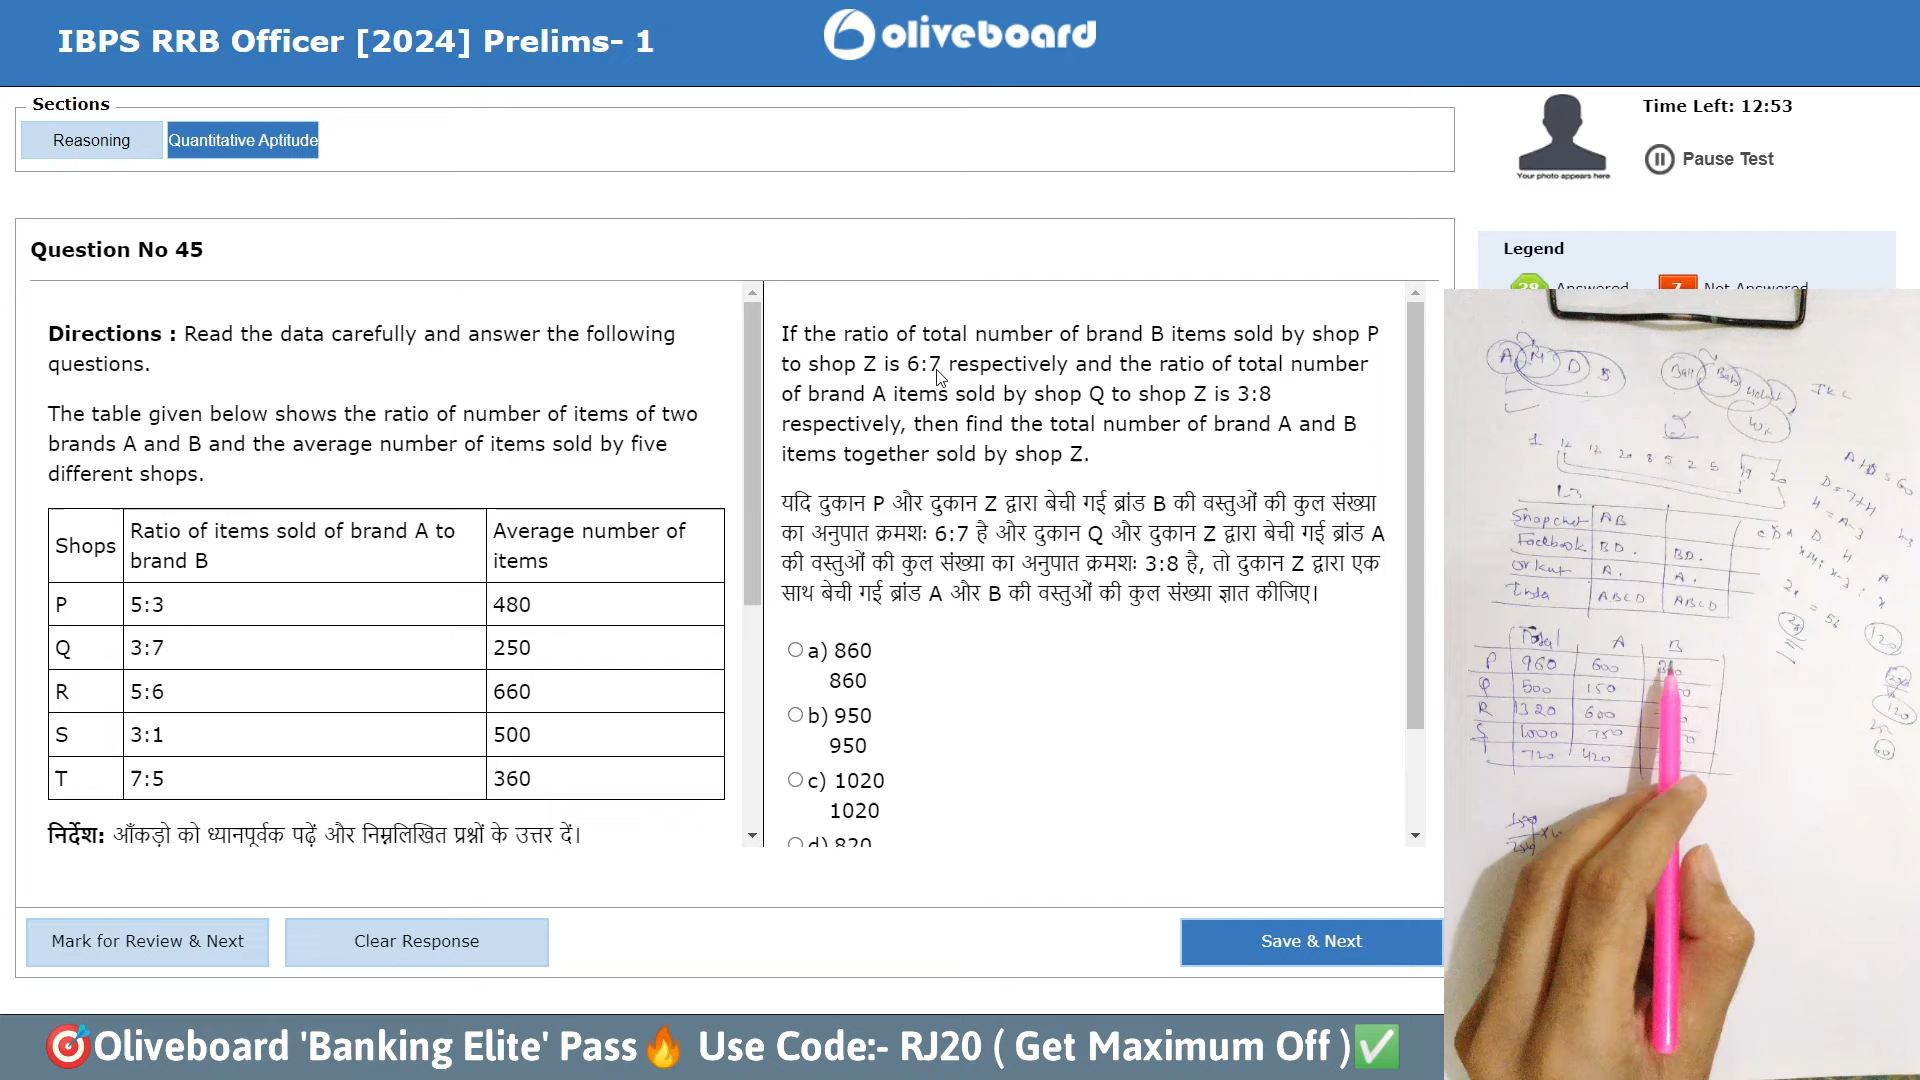 IBPS RRB Officer [2024] Prelims- 1
oliveboard
Sections
Reasoning
Quantitative Aptitude
Your photo appears here
Time Left: 12:53
Pause Test
Question No 45
Legend
Answered
Not Answered
Directions : Read the data carefully and answer the following
questions.
The table given below shows the ratio of number of items of two
brands A and B and the average number of items sold by five
different shops.
Shops
Ratio of items sold of brand A to
brand B
Average number of
items
P 5:3 480
Q 3:7 250
R 5:6 660
S 3:1 500
T 7:5 360
निर्देश: आँकड़ो को ध्यानपूर्वक पढ़ें और निम्नलिखित प्रश्नों के उत्तर दें।
If the ratio of total number of brand B items sold by shop P
to shop Z is 6:7 respectively and the ratio of total number
of brand A items sold by shop Q to shop Z is 3:8
respectively, then find the total number of brand A and B
items together sold by shop Z.
यदि दुकान P और दुकान Z द्वारा बेची गई ब्रांड B की वस्तुओं की कुल संख्या
का अनुपात क्रमशः 6:7 है और दुकान Q और दुकान Z द्वारा बेची गई ब्रांड A
की वस्तुओं की कुल संख्या का अनुपात क्रमशः 3:8 है, तो दुकान Z द्वारा एक
साथ बेची गई ब्रांड A और B की वस्तुओं की कुल संख्या ज्ञात कीजिए।
a) 860
860
b) 950
950
c) 1020
1020
d) 820
Mark for Review & Next
Clear Response
Save & Next
Total A B
P 960 600
Q 500 150
R 1320 600
S 1000 750
720 420
Oliveboard 'Banking Elite' Pass Use Code:- RJ20 ( Get Maximum Off )